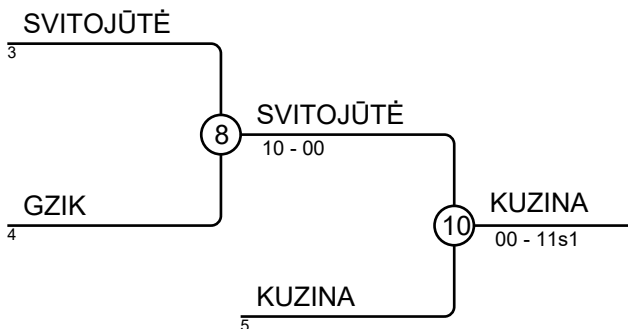 SVITOJŪTĖ
3
8
SVITOJŪTĖ
10 - 00
GZIK
4
10
KUZINA
00 - 11s1
KUZINA
5